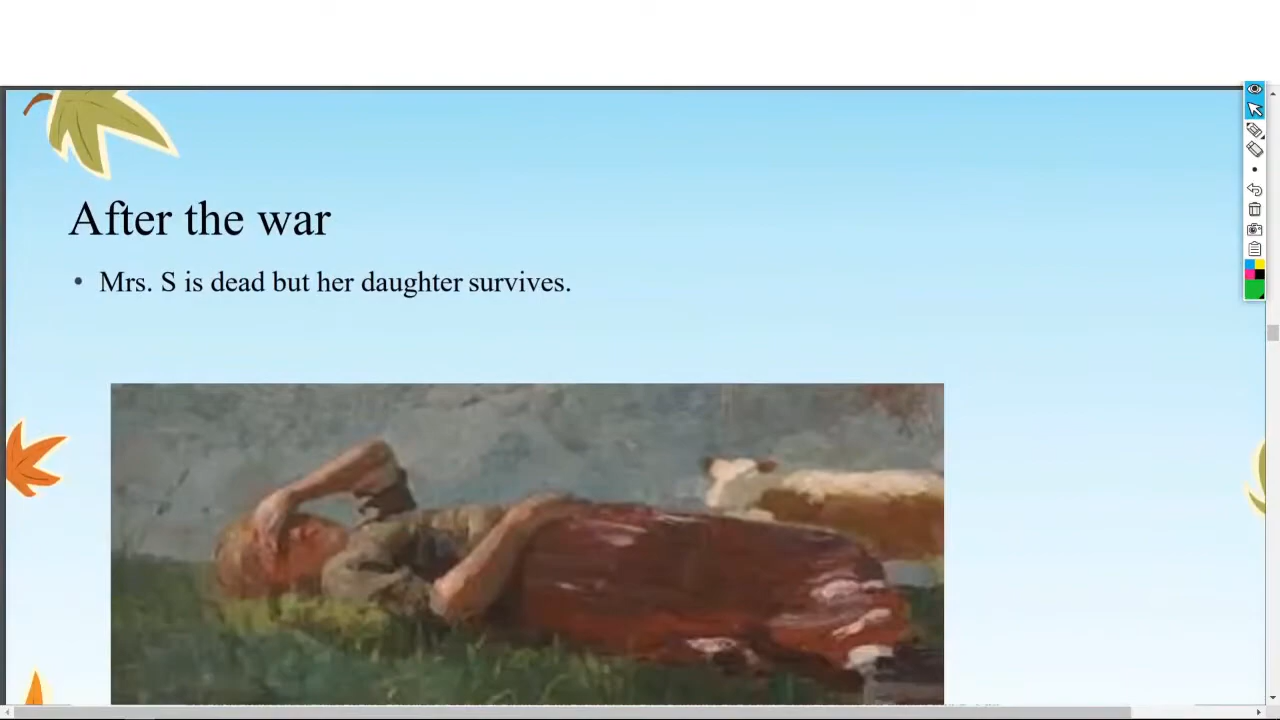 After the war
• Mrs. S is dead but her daughter survives.